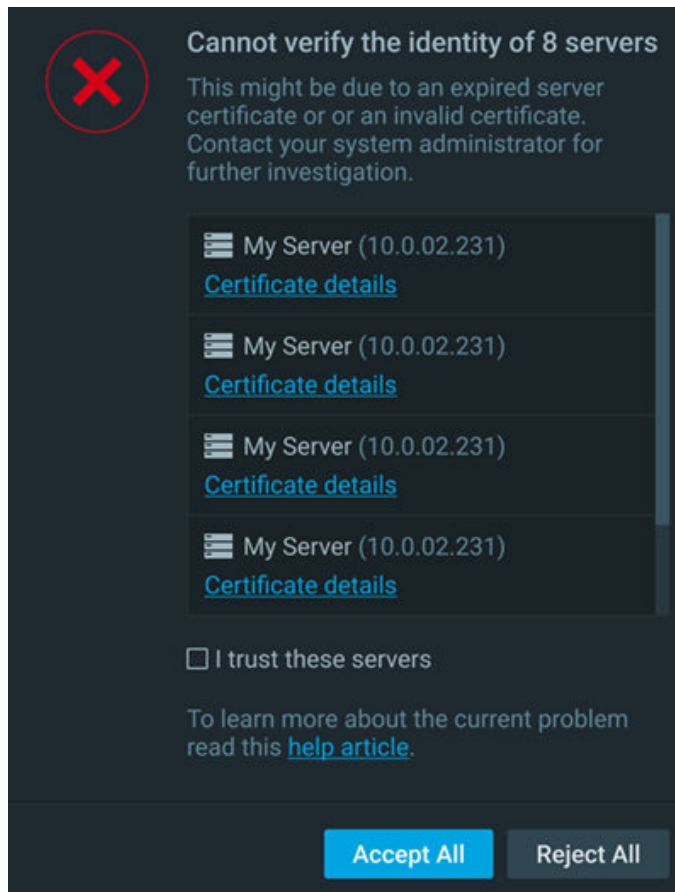 Cannot verify the identity of 8 servers
This might be due to an expired server
certificate or or an invalid certificate.
Contact your system administrator for
further investigation.
My Server (10.0.02.231)
Certificate details
My Server (10.0.02.231)
Certificate details
My Server (10.0.02.231)
Certificate details
My Server (10.0.02.231)
Certificate details
I trust these servers
To learn more about the current problem
read this help article.
Accept All Reject All